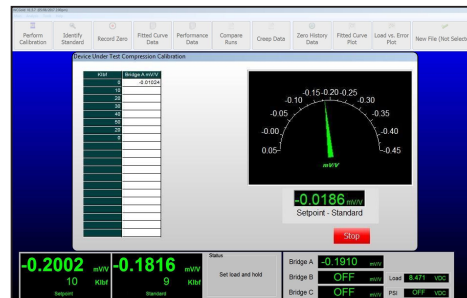 Perform Calibration
Identify Standard
Record Zero
Fitted Curve Data
Performance Data
Compare Runs
Creep Data
Zero History Data
Fitted Curve Plot
Load vs. Error Plot
New File (Not Select
Device Under Test Compression Calibration
Klbf Bridge A mV/V
0 -0.01024
10
20
30
40
50
20
0
-0.15 -0.20 -0.25
-0.10 -0.30
-0.05 -0.35
-0.00 -0.40
0.05 -0.45
mV/V
-0.0186 mV/V
Setpoint - Standard
Stop
-0.2002 mV/V
10 Klbf
Setpoint
-0.1816 mV/V
9 Klbf
Standard
Status
Set load and hold
Bridge A -0.1910 mV/V
Bridge B OFF mV/V Load 8.471 VDC
Bridge C OFF mV/V PSI OFF VDC